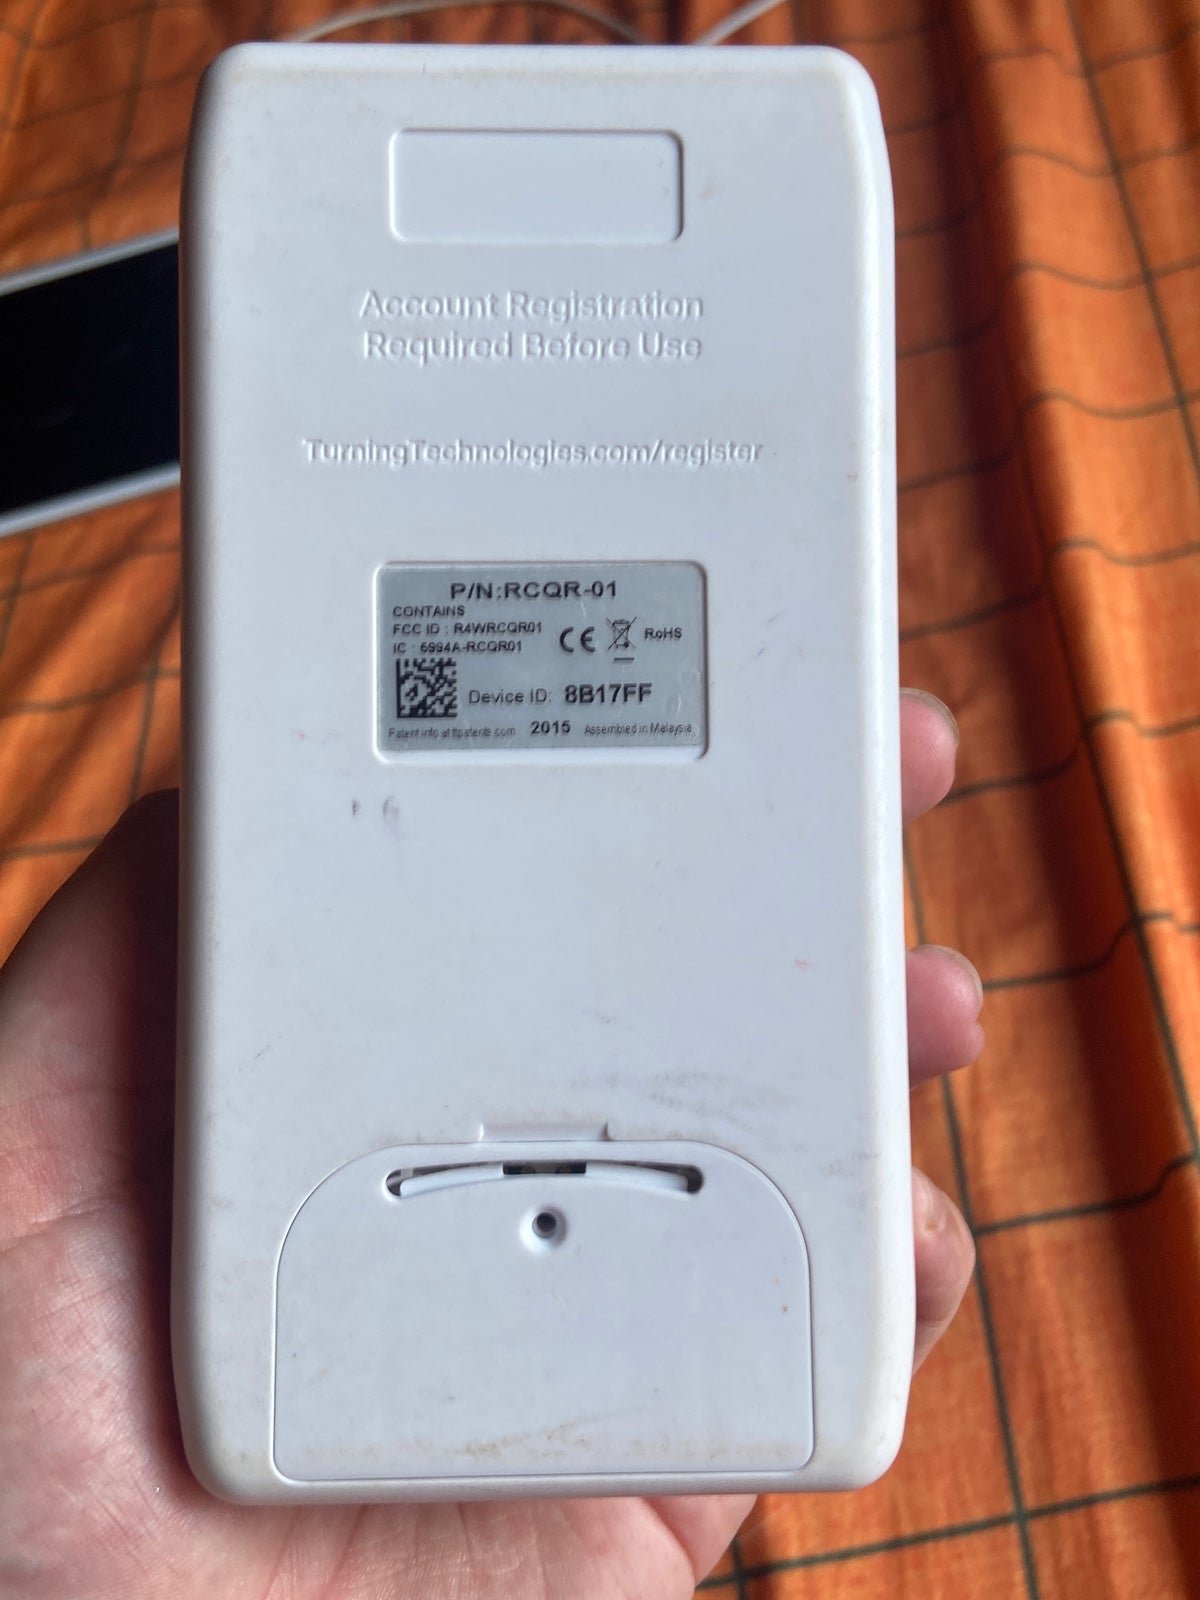 Account Registration
Required Before Use
TurningTechnologies.com/register
P/N:RCQR-01
CONTAINS
FCC ID : R4WRCQR01
IC : 6994A-RCQR01
CE RoHS
Device ID: 8B17FF
Patent info at ttpatents.com 2015 Assembled in Malaysia